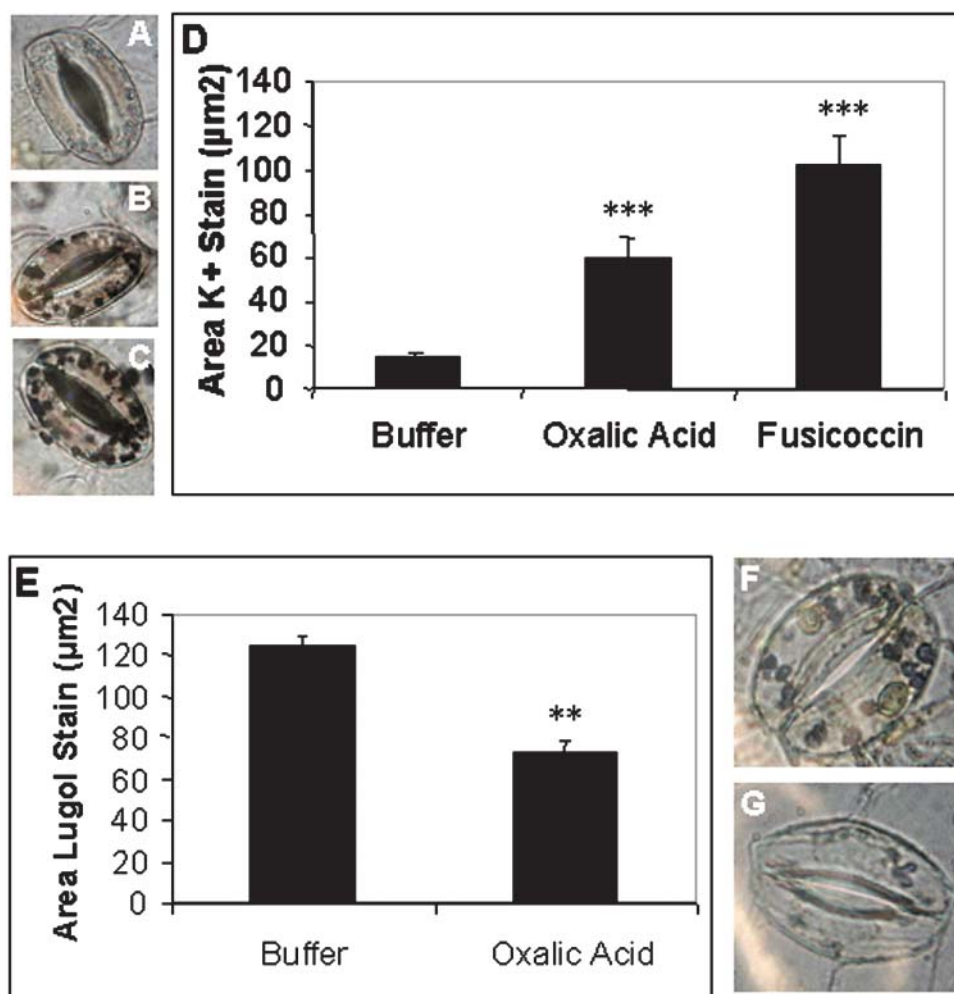 A
B
C
D
Area K+ Stain (µm2)
140
120
100
80
60
40
20
0
***
***
Buffer Oxalic Acid Fusicoccin
E
Area Lugol Stain (µm2)
140
120
100
80
60
40
20
0
**
Buffer Oxalic Acid
F
G